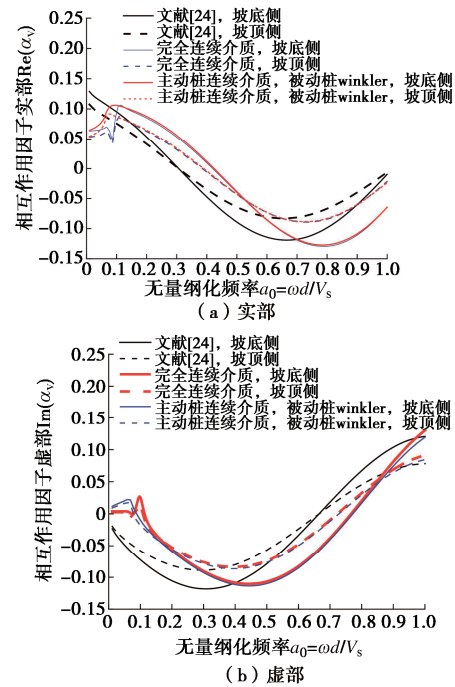 文献[24]，坡底侧
文献[24]，坡顶侧
完全连续介质，坡底侧
完全连续介质，坡顶侧
主动桩连续介质，被动桩winkler，坡底侧
主动桩连续介质，被动桩winkler，坡顶侧
相互作用因子实部Re(αv)
0.25
0.20
0.15
0.10
0.05
0
−0.05
−0.10
−0.15
0 0.1 0.2 0.3 0.4 0.5 0.6 0.7 0.8 0.9 1.0
无量纲化频率a0=ωd/Vs
（a）实部
文献[24]，坡底侧
文献[24]，坡顶侧
完全连续介质，坡底侧
完全连续介质，坡顶侧
主动桩连续介质，被动桩winkler，坡底侧
主动桩连续介质，被动桩winkler，坡顶侧
相互作用因子虚部Im(αv)
0.25
0.20
0.15
0.10
0.05
0
−0.05
−0.10
−0.15
0 0.1 0.2 0.3 0.4 0.5 0.6 0.7 0.8 0.9 1.0
无量纲化频率a0=ωd/Vs
（b）虚部